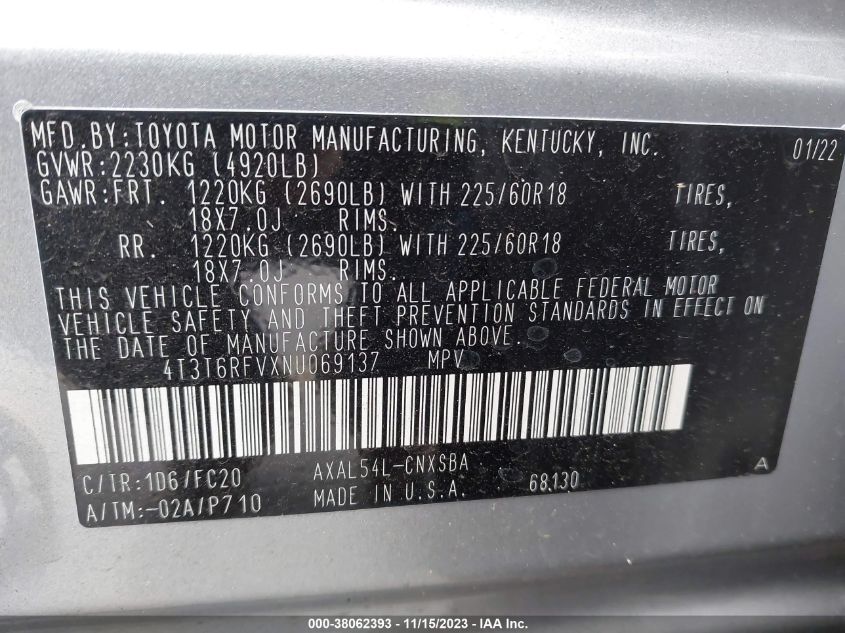 MFD.BY:TOYOTA MOTOR MANUFACTURING, KENTUCKY, INC. 01/22
GVWR:2230KG (4920LB)
GAWR:FRT. 1220KG (2690LB) WITH 225/60R18 TIRES,
18X7.0J RIMS.
RR. 1220KG (2690LB) WITH 225/60R18 TIRES,
18X7.0J RIMS.
THIS VEHICLE CONFORMS TO ALL APPLICABLE FEDERAL MOTOR
VEHICLE SAFETY AND THEFT PREVENTION STANDARDS IN EFFECT ON
THE DATE OF MANUFACTURE SHOWN ABOVE.
4T3T6RFVXNU069137 MPV
C/TR:1D6/FC20 AXAL54L-CNXSBA A
A/TM:-02A/P710 MADE IN U.S.A. 68130
000-38062393 - 11/15/2023 - IAA Inc.